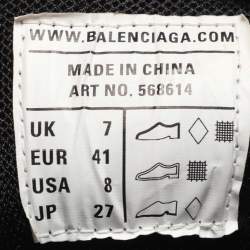 WWW.BALENCIAGA.COM
MADE IN CHINA
ART NO. 568614
UK 7
EUR 41
USA 8
JP 27